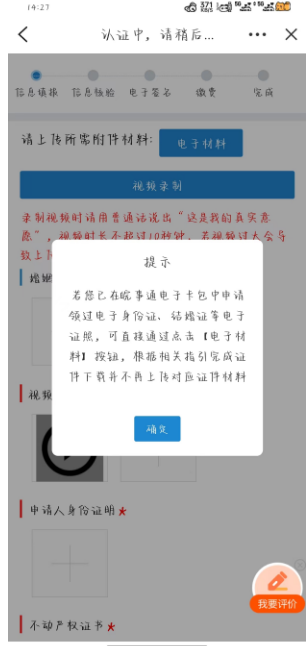 14:27
认证中，请稍后...
信息填报 信息核验 电子签名 缴费 完成
请上传所需附件材料:
电子材料
视频录制
录制视频时请用普通话说出“这是我的真实意
愿”，视频时长不超过10秒钟，若视频过大会导
致上传
提示
若您已在皖事通电子卡包中申请
领过电子身份证、结婚证等电子
证照，可直接通过点击【电子材
料】按钮，根据相关指引完成证
件下载并不再上传对应证件材料
确定
婚姻
视频
申请人身份证明★
我要评价
不动产权证书★